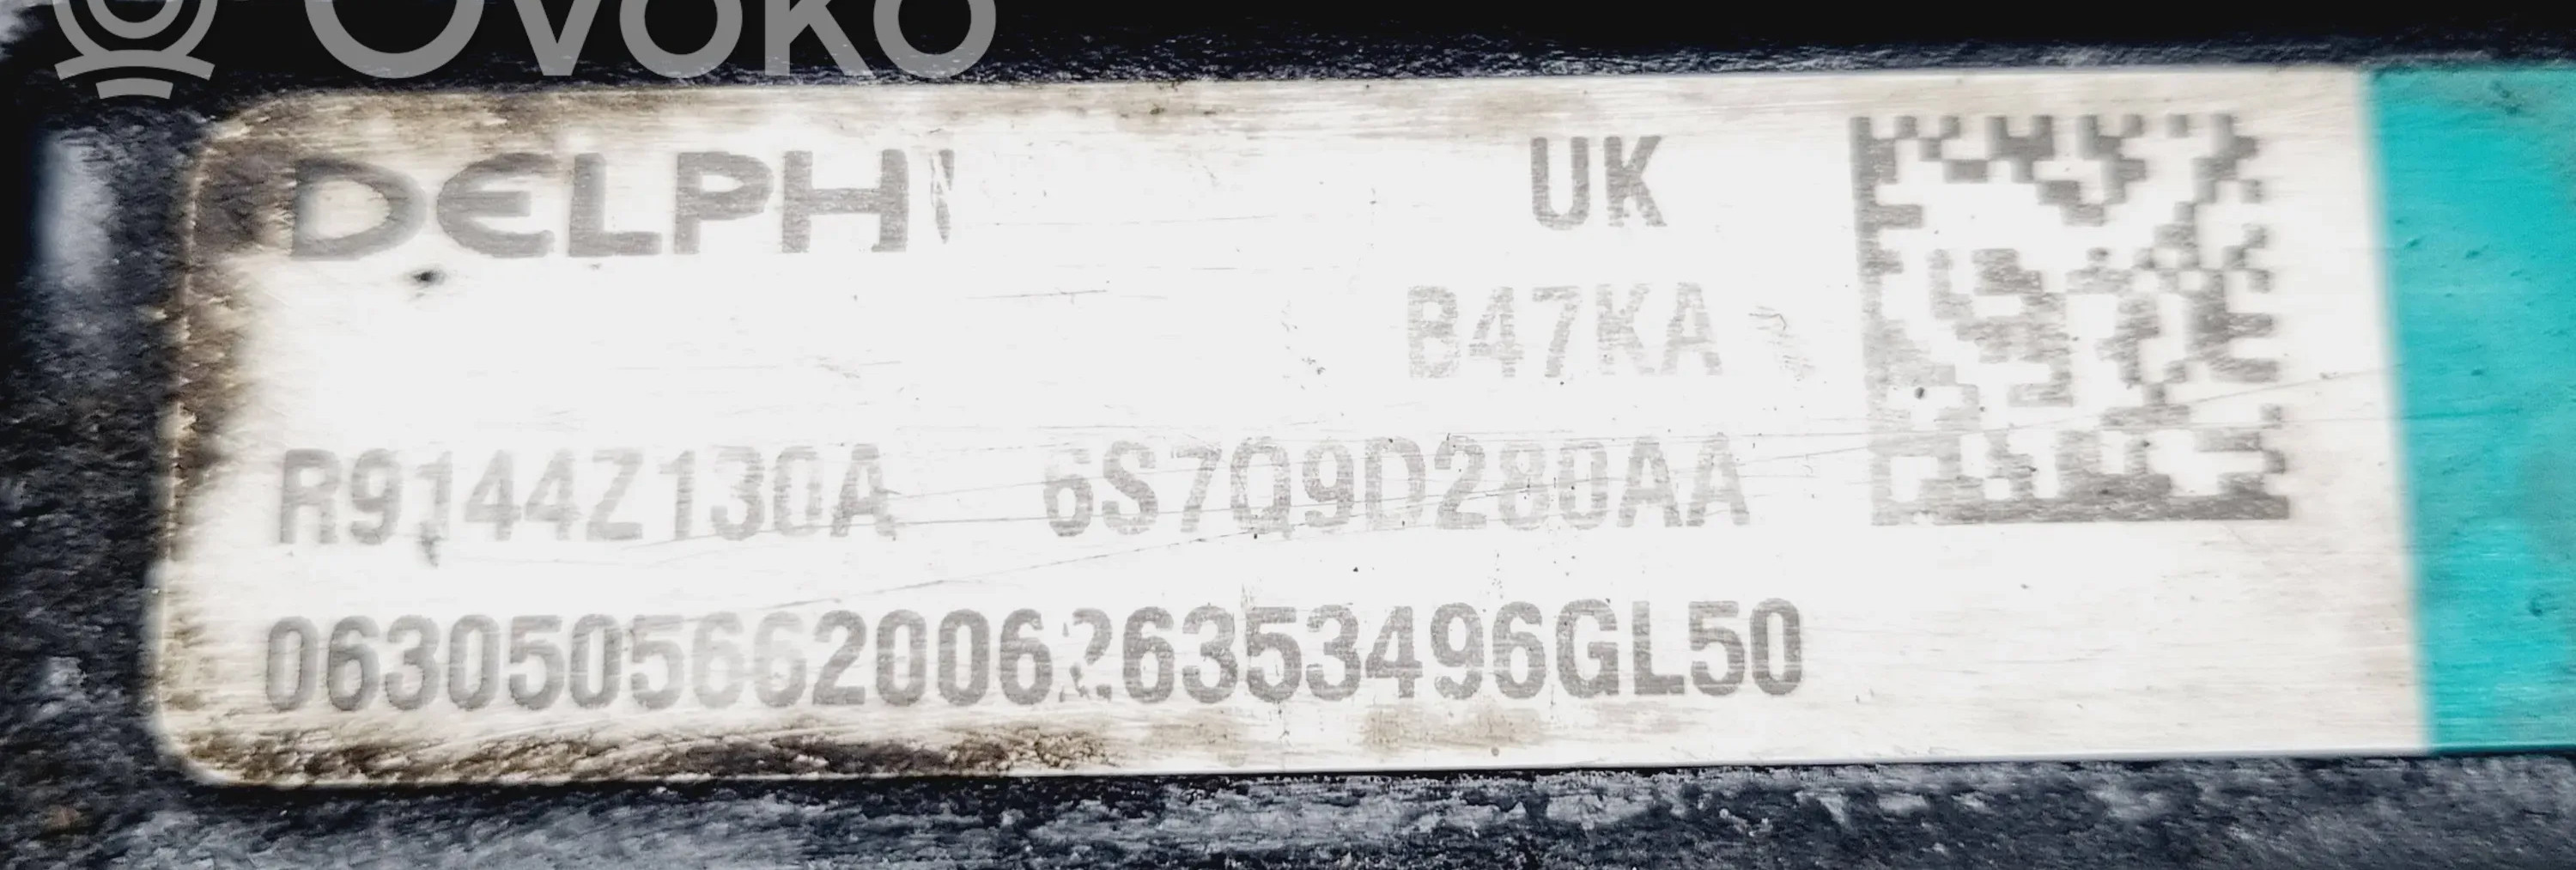 Ovoko
DELPHI
UK
B47KA
R9144Z130A 6S7Q9D280AA
063050566200626353496GL50